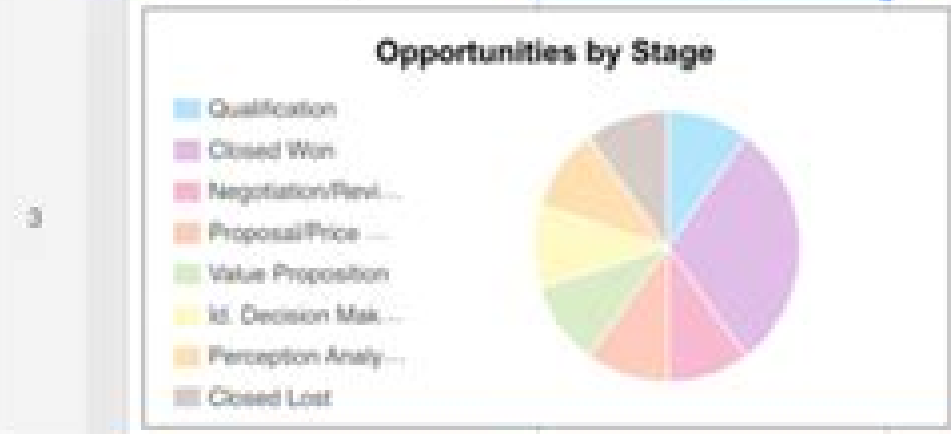 Opportunities by Stage
Qualification
Closed Won
Negotiation/Revi...
Proposal/Price ...
Value Proposition
Id. Decision Mak...
Perception Analy...
Closed Lost
3